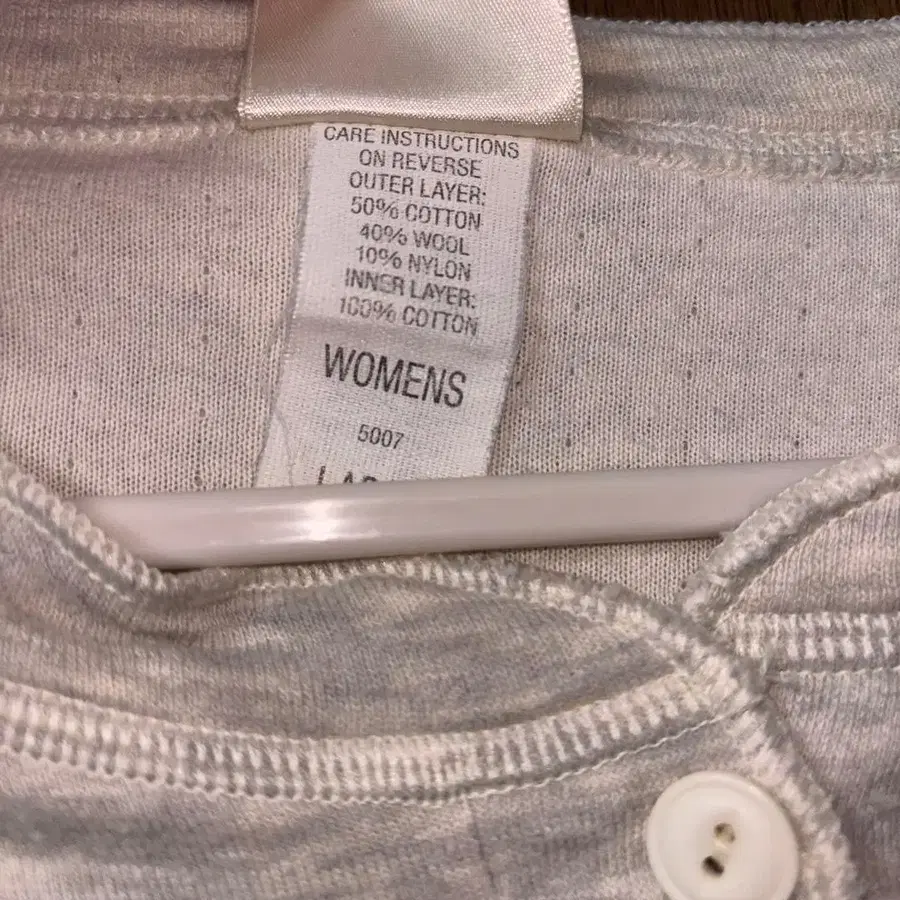 CARE INSTRUCTIONS
ON REVERSE
OUTER LAYER:
50% COTTON
40% WOOL
10% NYLON
INNER LAYER:
100% COTTON
WOMENS
5007